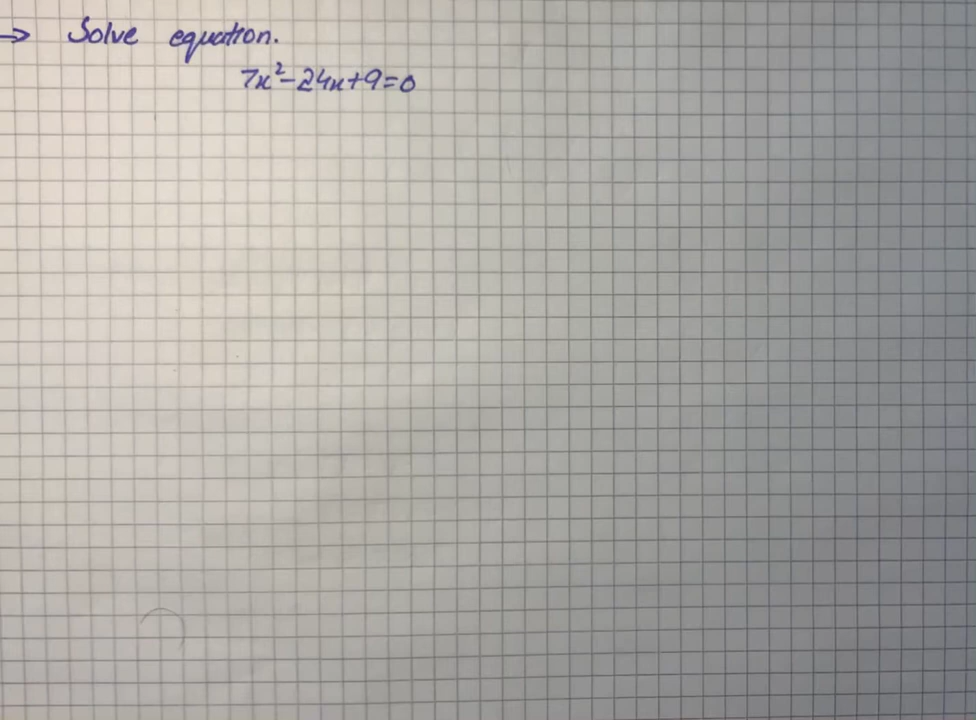 → Solve equation.
7x²-24x+9=0